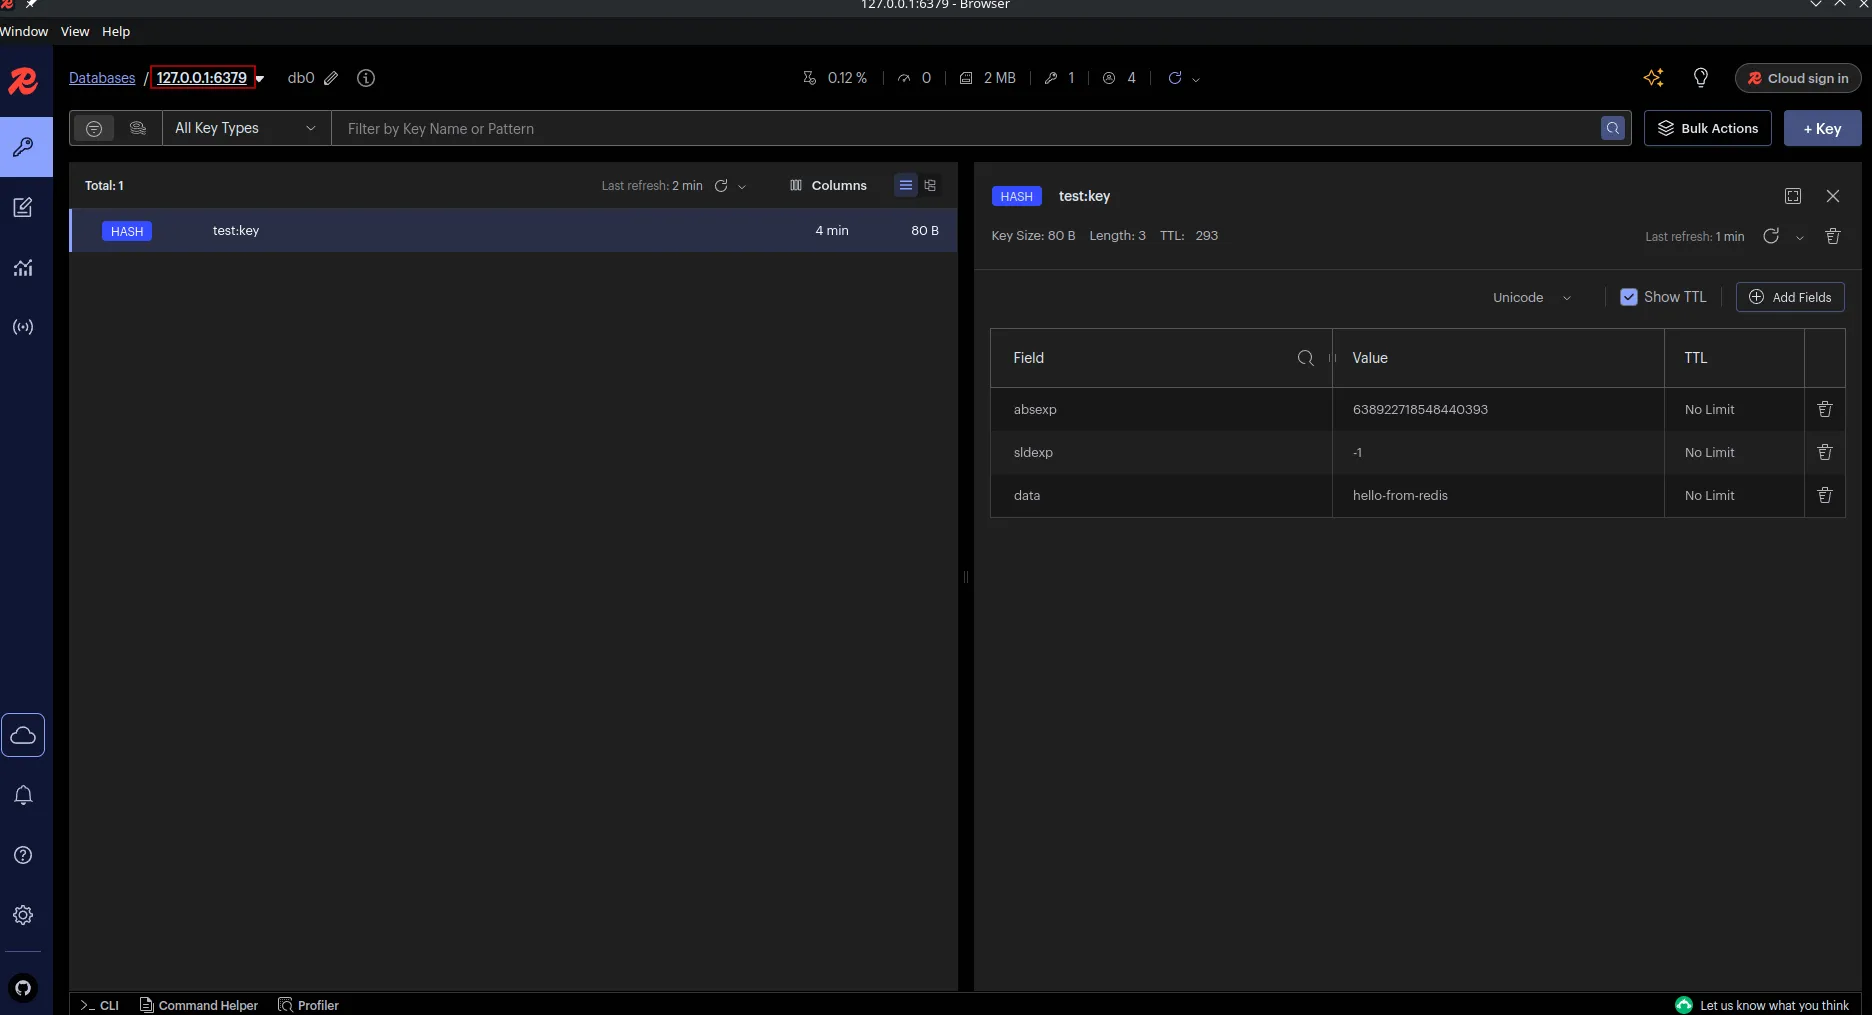 127.0.0.1:6379 - Browser
Window View Help
Databases / 127.0.0.1:6379 db0 0.12 % 0 2 MB 1 4 Cloud sign in
All Key Types Filter by Key Name or Pattern Bulk Actions + Key
Total: 1 Last refresh: 2 min Columns
HASH test:key 4 min 80 B
HASH test:key
Key Size: 80 B Length: 3 TTL: 293 Last refresh: 1 min
Unicode Show TTL Add Fields
Field Value TTL
absexp 638922718548440393 No Limit
sldexp -1 No Limit
data hello-from-redis No Limit
>_ CLI Command Helper Profiler Let us know what you think